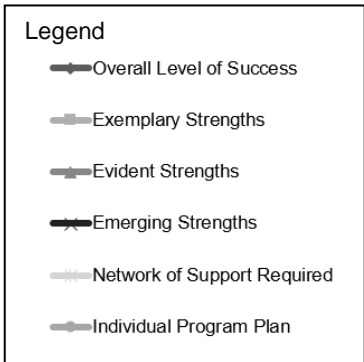 Legend
Overall Level of Success
Exemplary Strengths
Evident Strengths
Emerging Strengths
Network of Support Required
Individual Program Plan